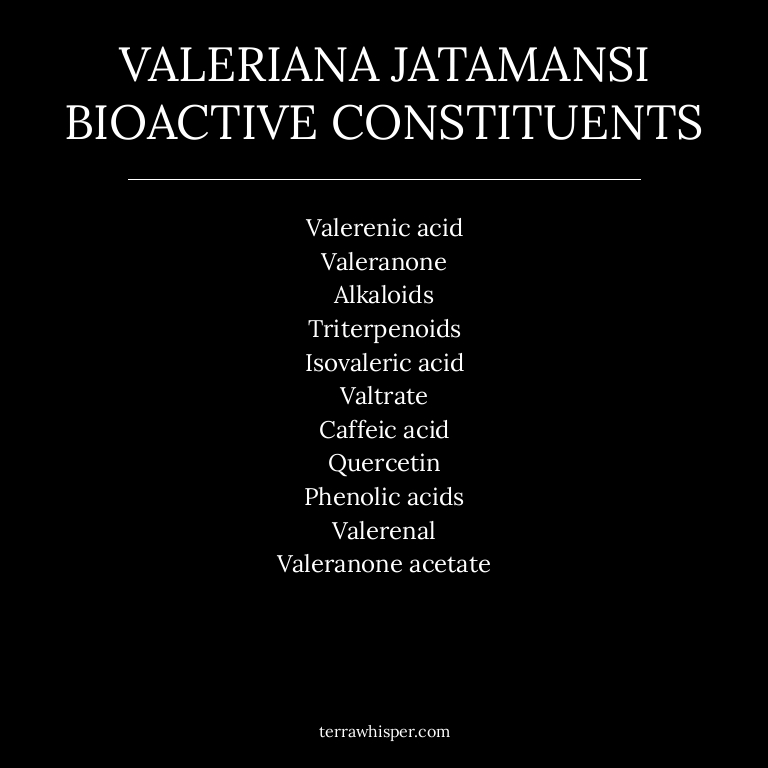 VALERIANA JATAMANSI
BIOACTIVE CONSTITUENTS
Valerenic acid
Valeranone
Alkaloids
Triterpenoids
Isovaleric acid
Valtrate
Caffeic acid
Quercetin
Phenolic acids
Valerenal
Valeranone acetate
terrawhisper.com